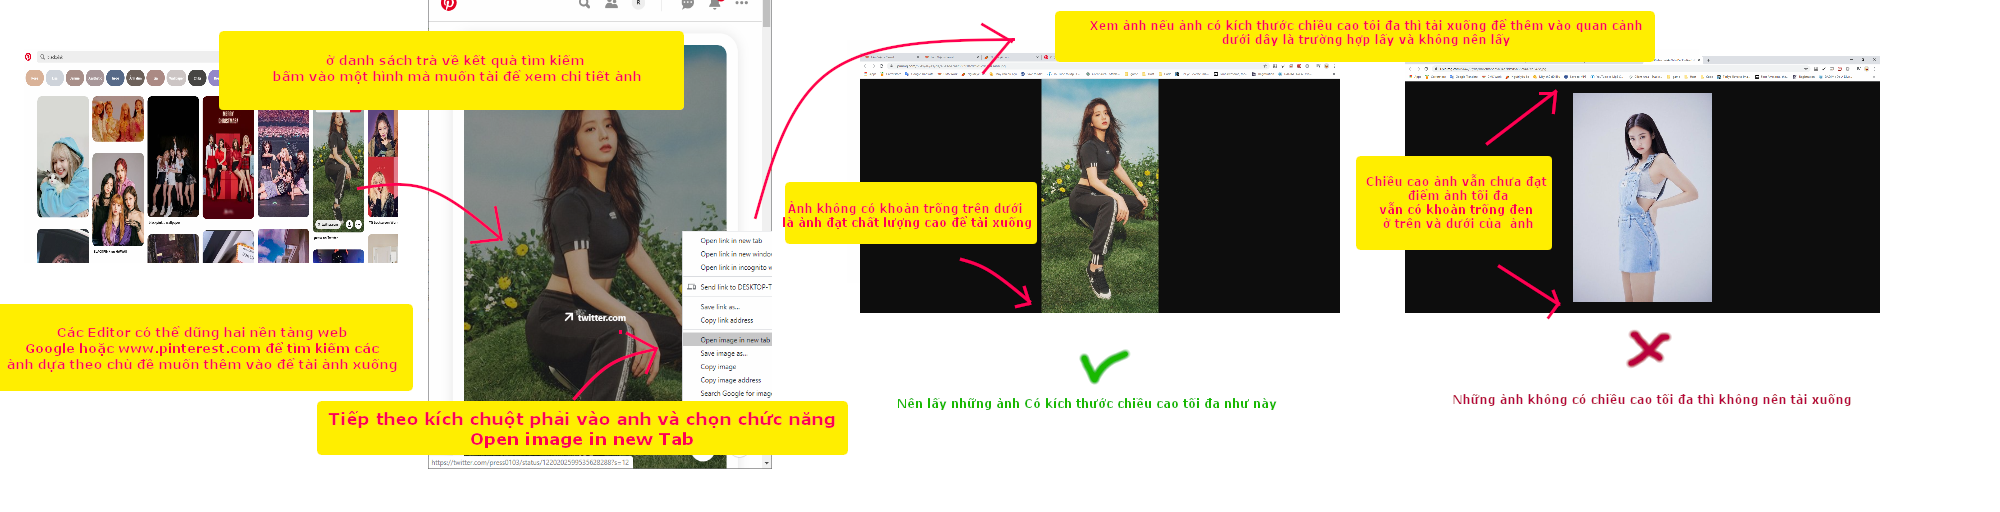 ở danh sách trả về kết quả tìm kiếm
bấm vào một hình mà muốn tải để xem chi tiết ảnh
Các Editor có thể dùng hai nền tảng web
Google hoặc www.pinterest.com để tìm kiếm các
ảnh dựa theo chủ đề muốn thêm vào để tải ảnh xuống
R
Open link in new tab
Open link in new window
Open link in incognito w
Send link to DESKTOP-T
Save link as...
Copy link address
Open image in new tab
Save image as...
Copy image
Copy image address
Search Google for image
twitter.com
Tiếp theo kích chuột phải vào anh và chọn chức năng
Open image in new Tab
https://twitter.com/press0103/status/1220202599535628288?s=12
Xem ảnh nếu ảnh có kích thước chiều cao tối đa thì tải xuống để thêm vào quan cảnh
dưới đây là trường hợp lấy và không nên lấy
Ảnh không có khoản trống trên dưới
là ảnh đạt chất lượng cao để tải xuống
Nên lấy những ảnh Có kích thước chiều cao tối đa như này
Chiều cao ảnh vẫn chưa đạt
điểm ảnh tối đa
vẫn có khoản trống đen
ở trên và dưới của ảnh
Những ảnh không có chiều cao tối đa thì không nên tải xuống